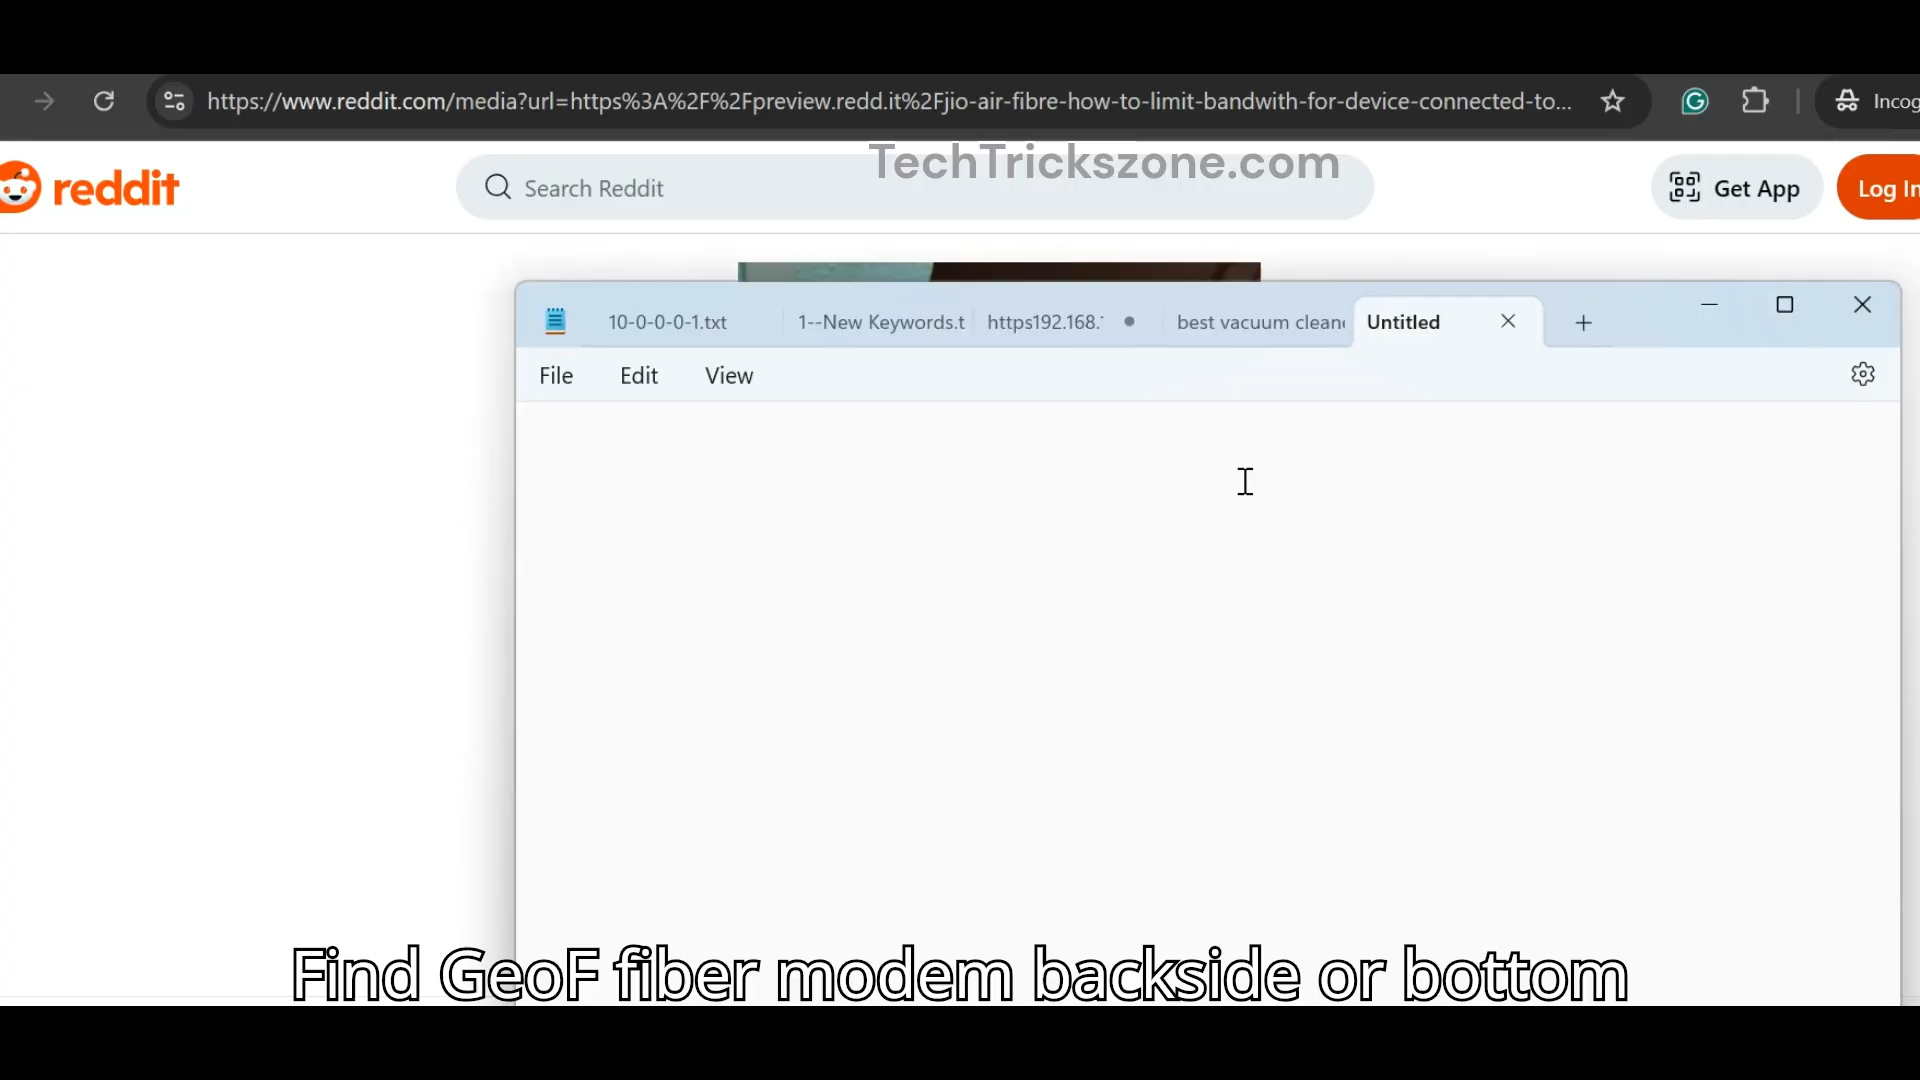 https://www.reddit.com/media?url=https%3A%2F%2Fpreview.redd.it%2Fjio-air-fibre-how-to-limit-bandwith-for-device-connected-to...
Incog
TechTrickszone.com
reddit
Search Reddit
Get App
Log In
10-0-0-0-1.txt
1--New Keywords.t
https192.168.
best vacuum cleane
Untitled
File
Edit
View
Find GeoF fiber modem backside or bottom